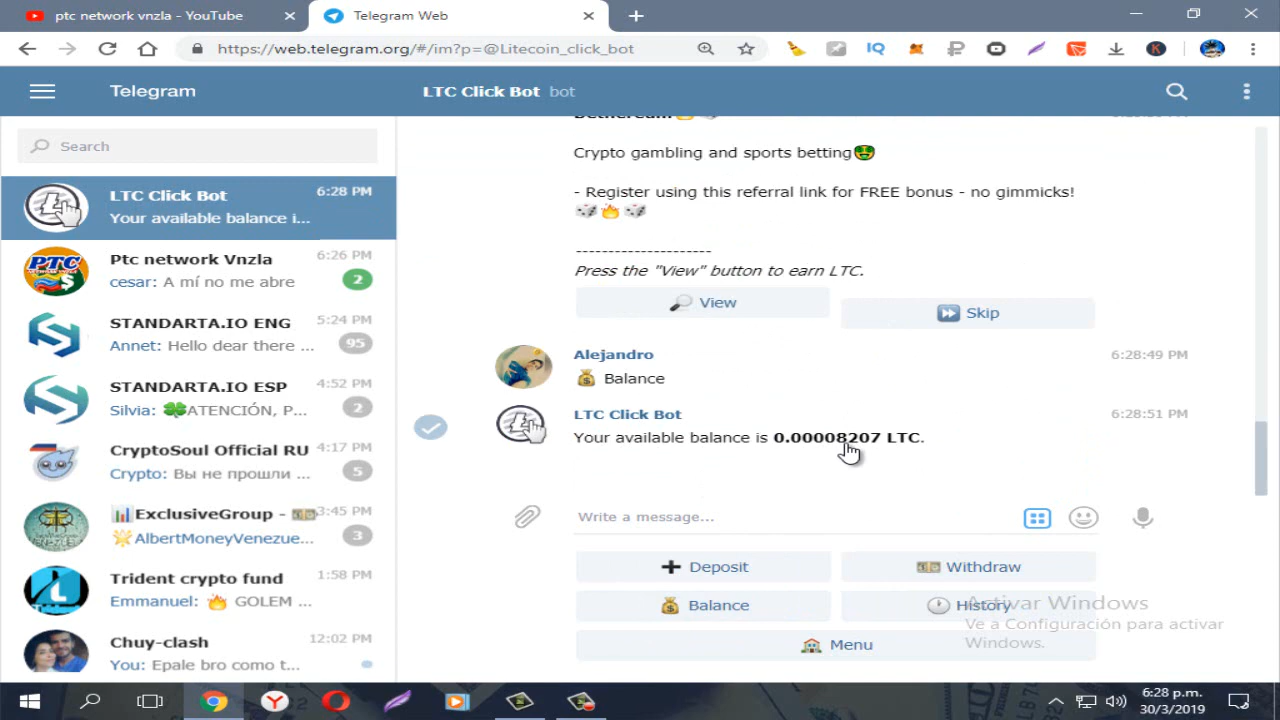 ptc network vnzla - YouTube
Telegram Web
https://web.telegram.org/#/im?p=@Litecoin_click_bot
Telegram
LTC Click Bot bot
Search
LTC Click Bot 6:28 PM
Your available balance i...
Ptc network Vnzla 6:26 PM
cesar: A mí no me abre 2
STANDARTA.IO ENG 5:24 PM
Annet: Hello dear there ... 95
STANDARTA.IO ESP 4:52 PM
Silvia: 🍀ATENCIÓN, P... 2
CryptoSoul Official RU 4:17 PM
Crypto: Вы не прошли ... 5
📊ExclusiveGroup - 💵 3:45 PM
🌟AlbertMoneyVenezue... 3
Trident crypto fund 1:58 PM
Emmanuel: 🔥 GOLEM ...
Chuy-clash 12:02 PM
You: Epale bro como t...
Crypto gambling and sports betting🤑
- Register using this referral link for FREE bonus - no gimmicks!
🎲🔥🎲
---------------------
Press the "View" button to earn LTC.
🔎 View
⏩ Skip
Alejandro 6:28:49 PM
💰 Balance
LTC Click Bot 6:28:51 PM
Your available balance is 0.00008207 LTC.
Write a message...
➕ Deposit
💵 Withdraw
💰 Balance
🕔 History
🏠 Menu
Activar Windows
Ve a Configuración para activar
Windows.
6:28 p.m.
30/3/2019